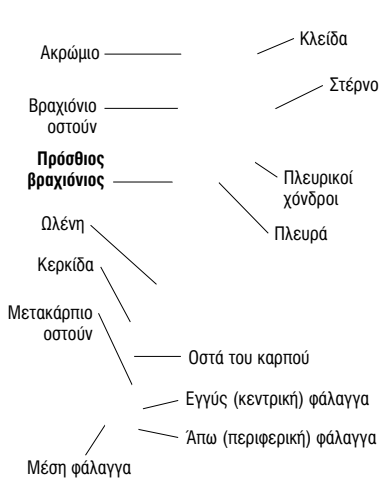 Κλείδα
Ακρώμιο
Στέρνο
Βραχιόνιο
οστούν
Πρόσθιος
βραχιόνιος
Πλευρικοί
χόνδροι
Πλευρά
Ωλένη
Κερκίδα
Μετακάρπιο
οστούν
Οστά του καρπού
Εγγύς (κεντρική) φάλαγγα
Άπω (περιφερική) φάλαγγα
Μέση φάλαγγα